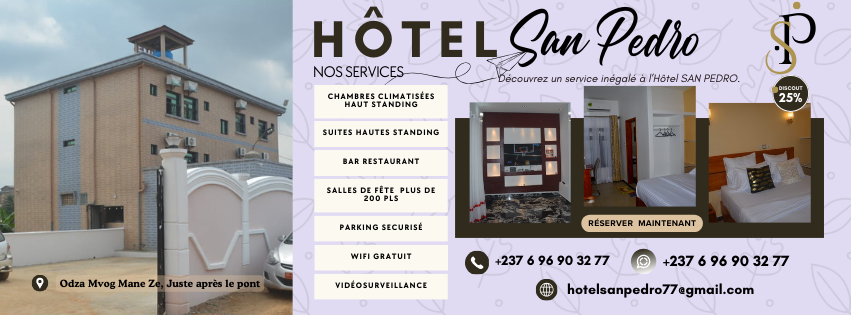 HÔTEL San Pedro
SP
NOS SERVICES
Découvrez un service inégalé à l'Hôtel SAN PEDRO.
DISCOUT
25%
CHAMBRES CLIMATISÉES
HAUT STANDING
SUITES HAUTES STANDING
BAR RESTAURANT
SALLES DE FÊTE PLUS DE
200 PLS
PARKING SECURISÉ
WIFI GRATUIT
VIDÉOSURVEILLANCE
RÉSERVER MAINTENANT
+237 6 96 90 32 77
+237 6 96 90 32 77
hotelsanpedro77@gmail.com
Odza Mvog Mane Ze, Juste après le pont